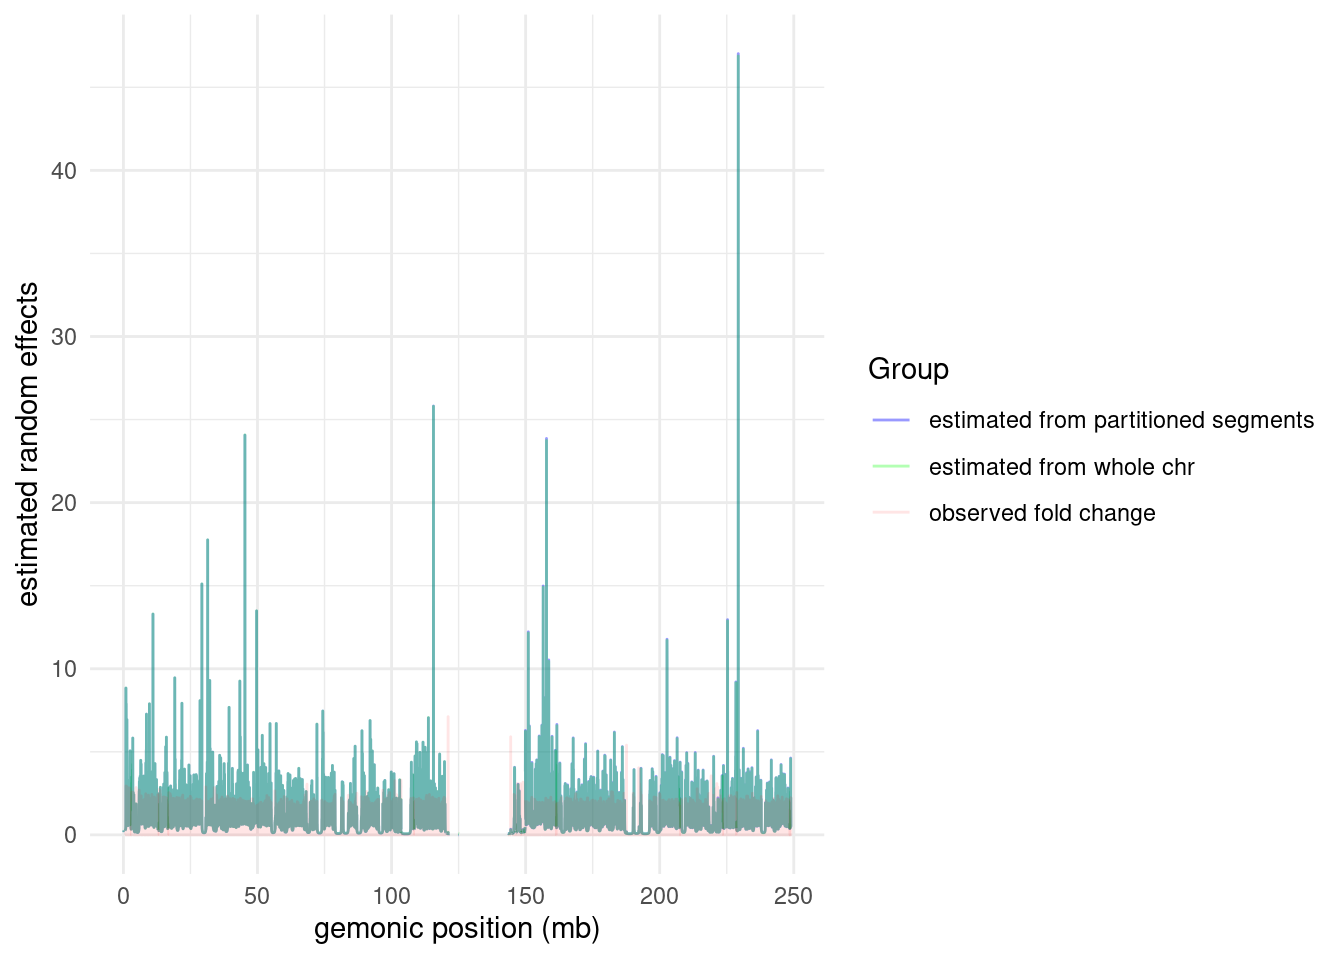 estimated random effects
40
30
20
10
0
0 50 100 150 200 250
gemonic position (mb)
Group
estimated from partitioned segments
estimated from whole chr
observed fold change